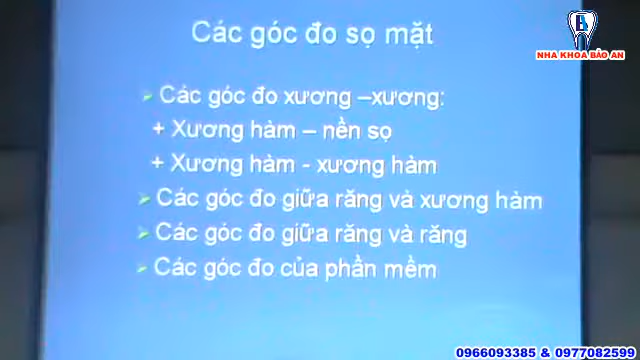 Các góc đo sọ mặt
NHA KHOA BẢO AN
Các góc đo xương –xương:
+ Xương hàm – nền sọ
+ Xương hàm - xương hàm
Các góc đo giữa răng và xương hàm
Các góc đo giữa răng và răng
Các góc đo của phần mềm
0966093385 & 0977082599